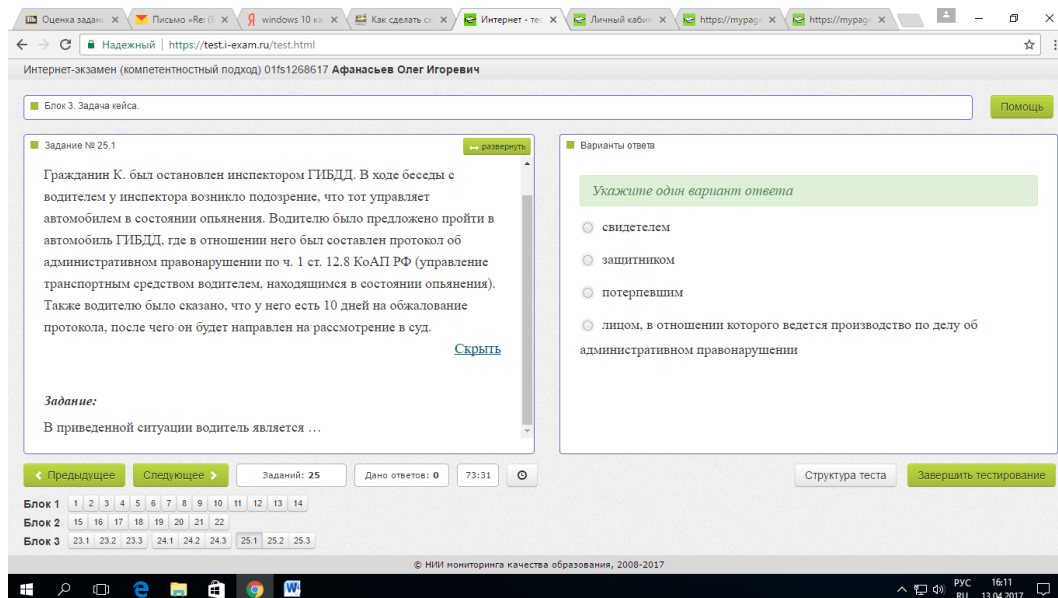 Оценка задан
Письмо «Re: (E
windows 10 ка
Как сделать ск
Интернет - тес
Личный кабин
https://mypage
https://mypage
Надежный https://test.i-exam.ru/test.html
Интернет-экзамен (компетентностный подход) 01fs1268617 Афанасьев Олег Игоревич
Блок 3. Задача кейса.
Помощь
Задание № 25.1
развернуть
Гражданин К. был остановлен инспектором ГИБДД. В ходе беседы с
водителем у инспектора возникло подозрение, что тот управляет
автомобилем в состоянии опьянения. Водителю было предложено пройти в
автомобиль ГИБДД, где в отношении него был составлен протокол об
административном правонарушении по ч. 1 ст. 12.8 КоАП РФ (управление
транспортным средством водителем, находящимся в состоянии опьянения).
Также водителю было сказано, что у него есть 10 дней на обжалование
протокола, после чего он будет направлен на рассмотрение в суд.
Скрыть
Задание:
В приведенной ситуации водитель является …
Варианты ответа
Укажите один вариант ответа
свидетелем
защитником
потерпевшим
лицом, в отношении которого ведется производство по делу об
административном правонарушении
Предыдущее
Следующее
Заданий: 25
Дано ответов: 0
73:31
Структура теста
Завершить тестирование
Блок 1 1 2 3 4 5 6 7 8 9 10 11 12 13 14
Блок 2 15 16 17 18 19 20 21 22
Блок 3 23.1 23.2 23.3 24.1 24.2 24.3 25.1 25.2 25.3
© НИИ мониторинга качества образования, 2008-2017
РУС 16:11
RU 13.04.2017